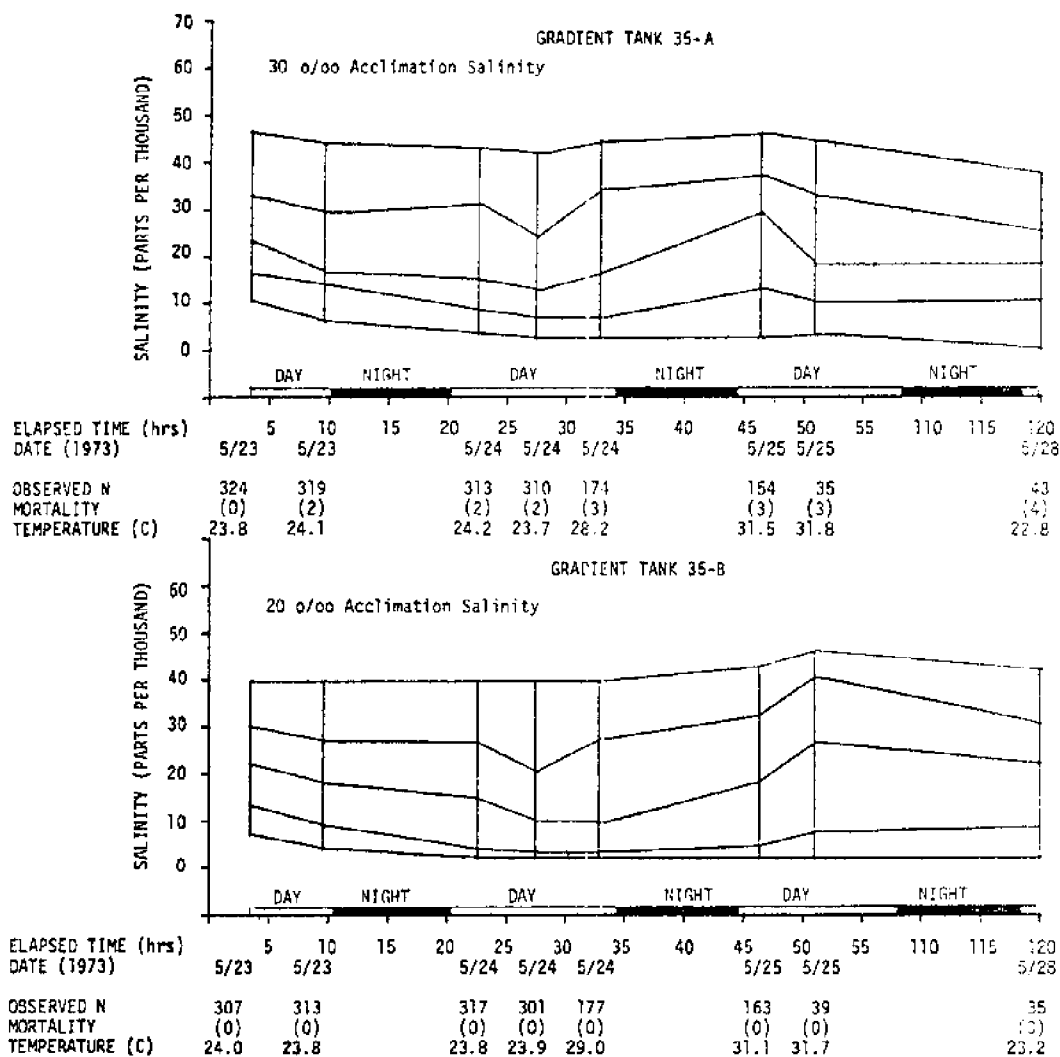 GRADIENT TANK 35-A
30 o/oo Acclimation Salinity
SALINITY (PARTS PER THOUSAND)
70
60
50
40
30
20
10
0
DAY NIGHT DAY NIGHT DAY NIGHT
ELAPSED TIME (hrs) 5 10 15 20 25 30 35 40 45 50 55 110 115 120
DATE (1973) 5/23 5/23 5/24 5/24 5/24 5/25 5/25 5/28
OBSERVED N 324 319 313 310 174 154 35 43
MORTALITY (0) (2) (2) (2) (3) (3) (3) (4)
TEMPERATURE (C) 23.8 24.1 24.2 23.7 28.2 31.5 31.8 22.8
GRADIENT TANK 35-B
20 o/oo Acclimation Salinity
SALINITY (PARTS PER THOUSAND)
60
50
40
30
20
10
0
DAY NIGHT DAY NIGHT DAY NIGHT
ELAPSED TIME (hrs) 5 10 15 20 25 30 35 40 45 50 55 110 115 120
DATE (1973) 5/23 5/23 5/24 5/24 5/24 5/25 5/25 5/28
OBSERVED N 307 313 317 301 177 163 39 35
MORTALITY (0) (0) (0) (0) (0) (0) (0) (0)
TEMPERATURE (C) 24.0 23.8 23.8 23.9 29.0 31.1 31.7 23.2